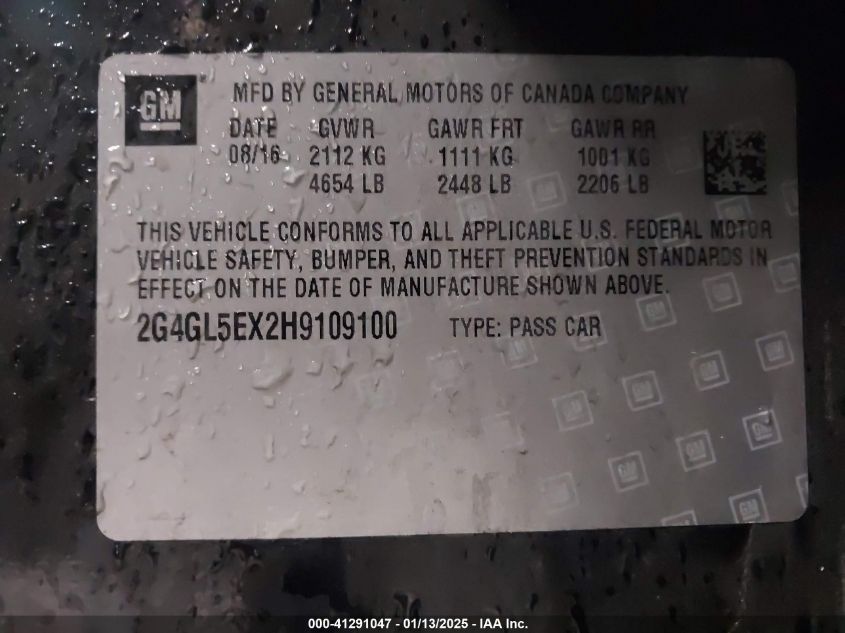 GM
MFD BY GENERAL MOTORS OF CANADA COMPANY
DATE GVWR GAWR FRT GAWR RR
08/16 2112 KG 1111 KG 1001 KG
4654 LB 2448 LB 2206 LB
THIS VEHICLE CONFORMS TO ALL APPLICABLE U.S. FEDERAL MOTOR
VEHICLE SAFETY, BUMPER, AND THEFT PREVENTION STANDARDS IN
EFFECT ON THE DATE OF MANUFACTURE SHOWN ABOVE.
2G4GL5EX2H9109100 TYPE: PASS CAR
000-41291047 - 01/13/2025 - IAA Inc.